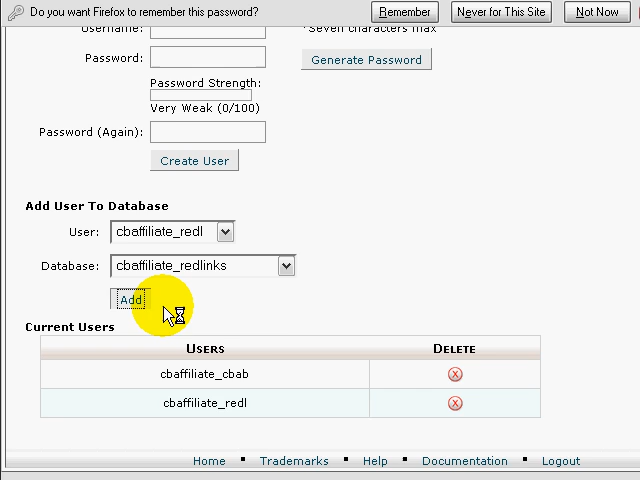 Do you want Firefox to remember this password? Remember Never for This Site Not Now
Username: *Seven characters max
Password: Generate Password
Password Strength:
Very Weak (0/100)
Password (Again):
Create User
Add User To Database
User: cbaffiliate_redl
Database: cbaffiliate_redlinks
Add
Current Users
Users Delete
cbaffiliate_cbab
cbaffiliate_redl
Home ▪ Trademarks ▪ Help ▪ Documentation ▪ Logout